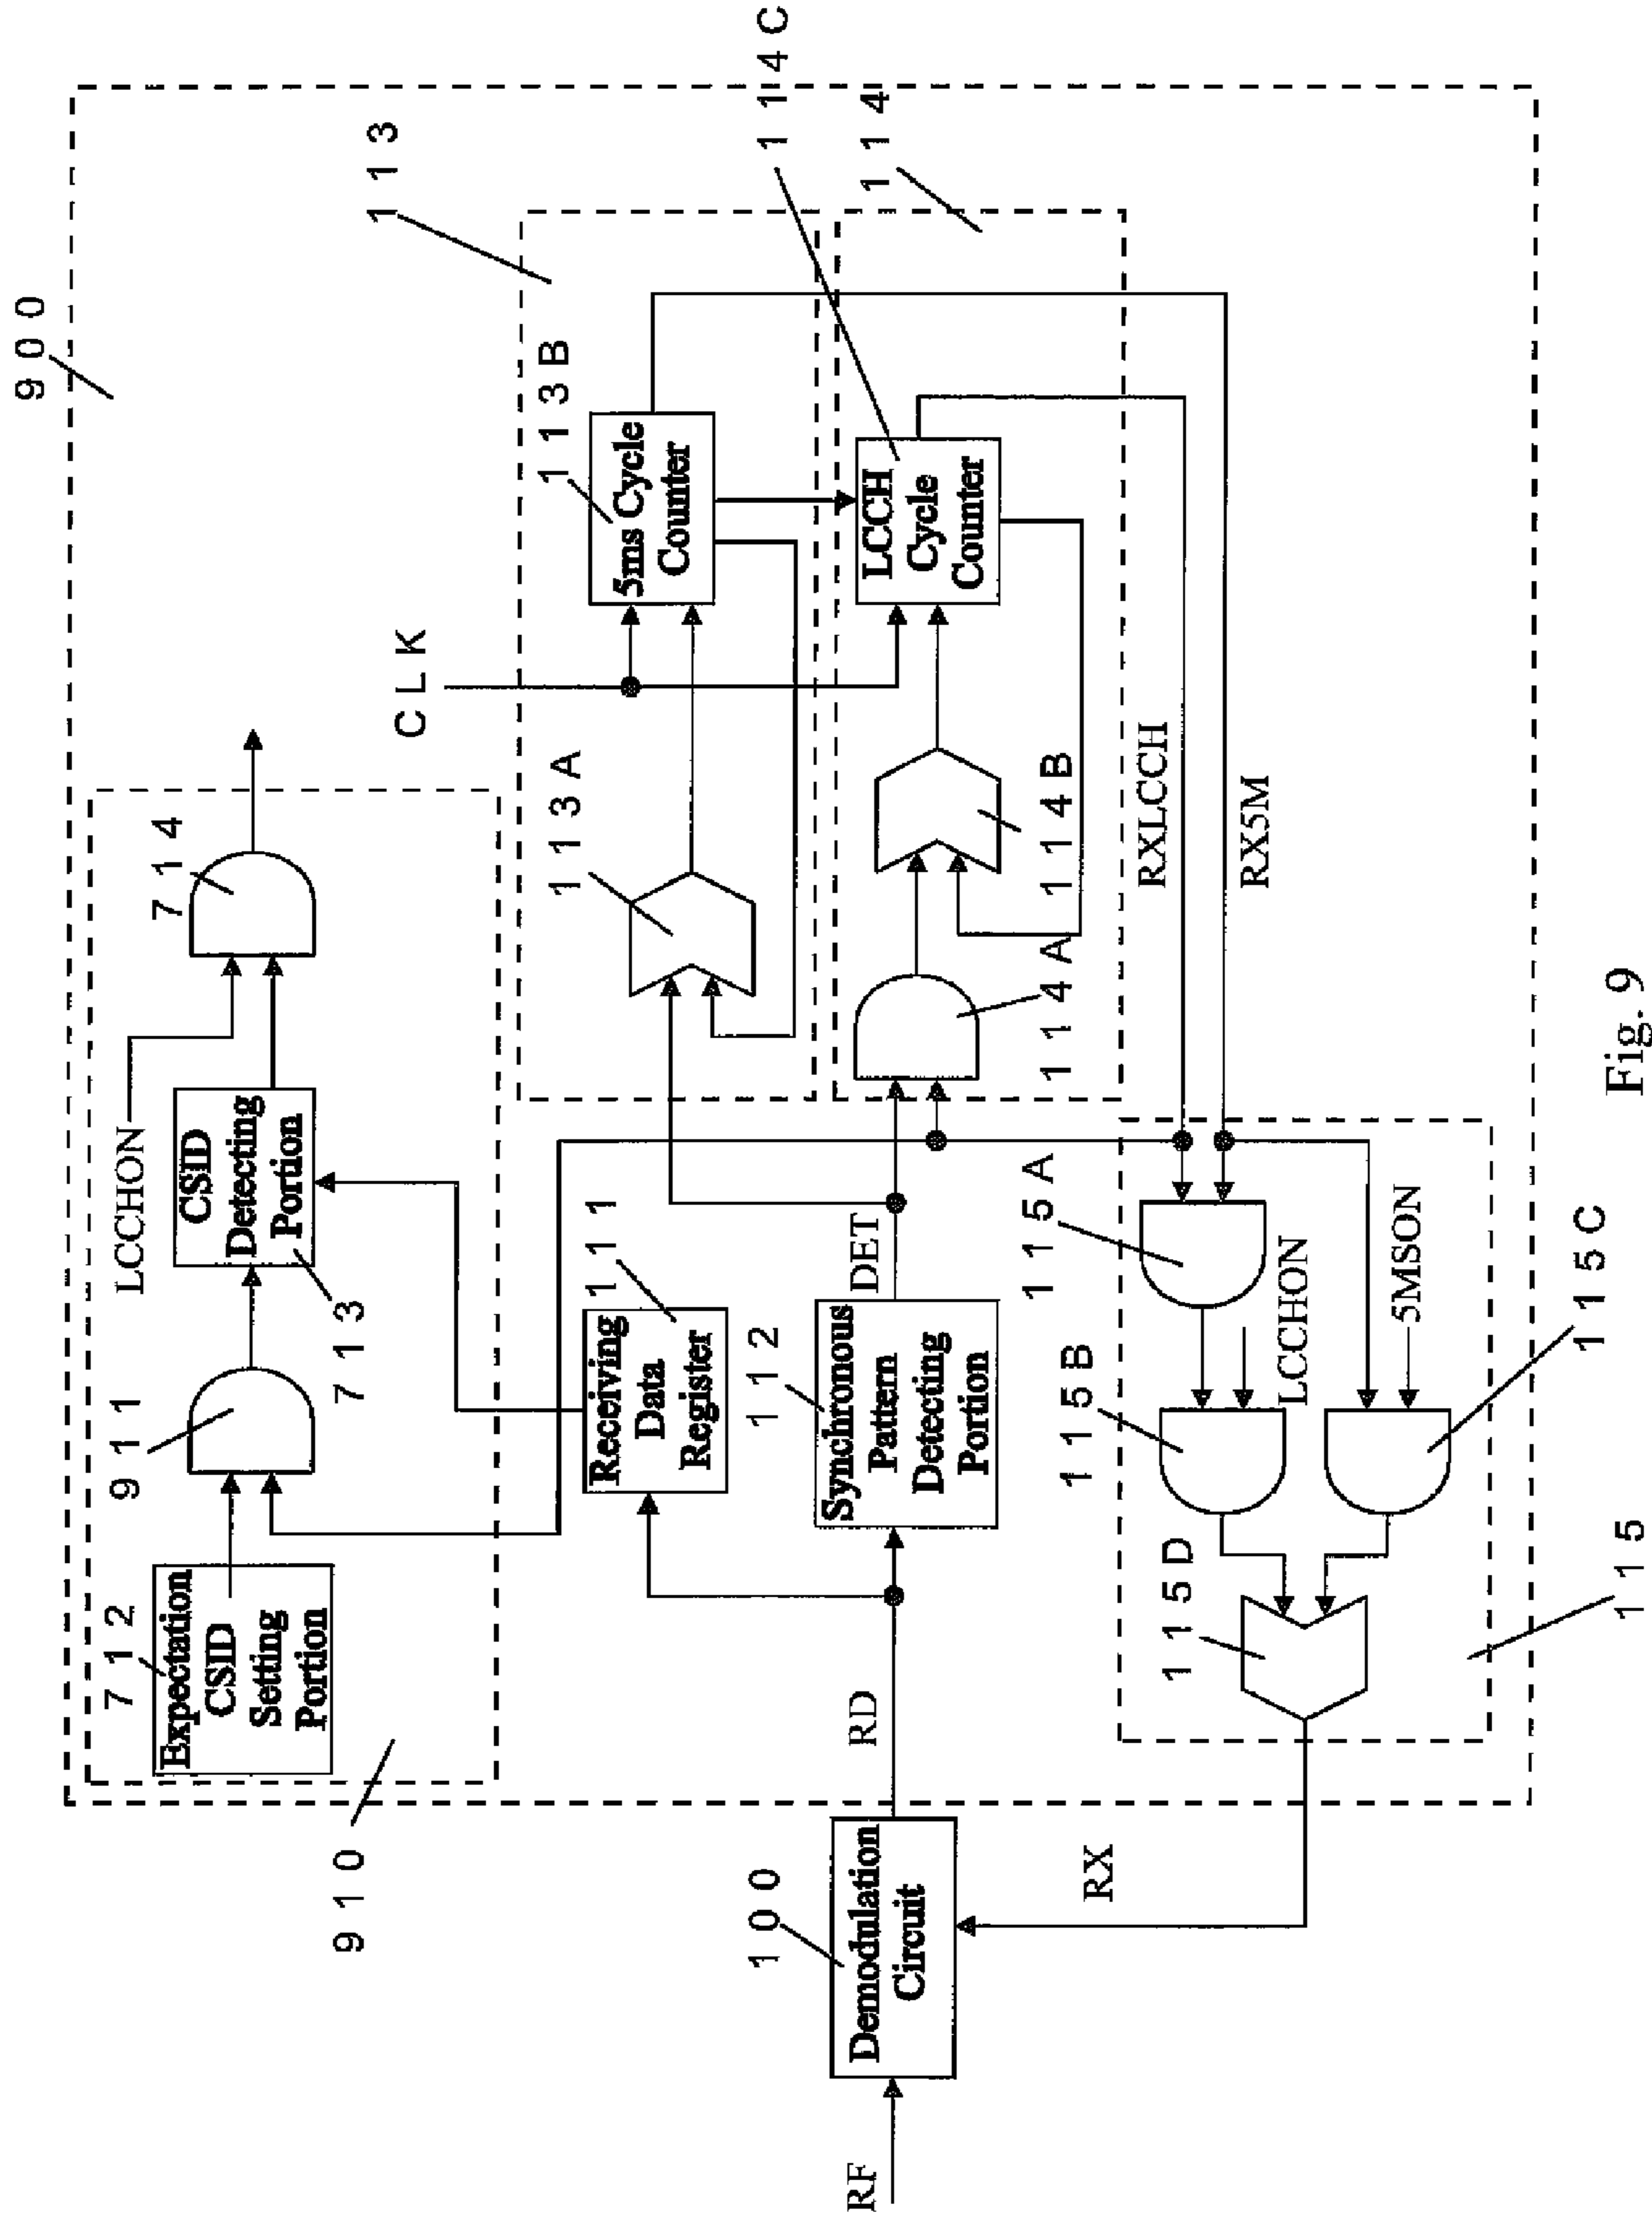 900
910
712
Expectation
CSID
Setting
Portion
911
713
CSID
Detecting
Portion
LCCHON
714
CLK
113
113A
113B
5ms Cycle
Counter
111
Receiving
Data
Register
112
Synchronous
Pattern
Detecting
Portion
DET
114
114A
114B
114C
LCCH
Cycle
Counter
RF
100
Demodulation
Circuit
RD
RX
RXLCCH
RX5M
115
115A
115B
LCCHON
5MSON
115C
115D
Fig. 9